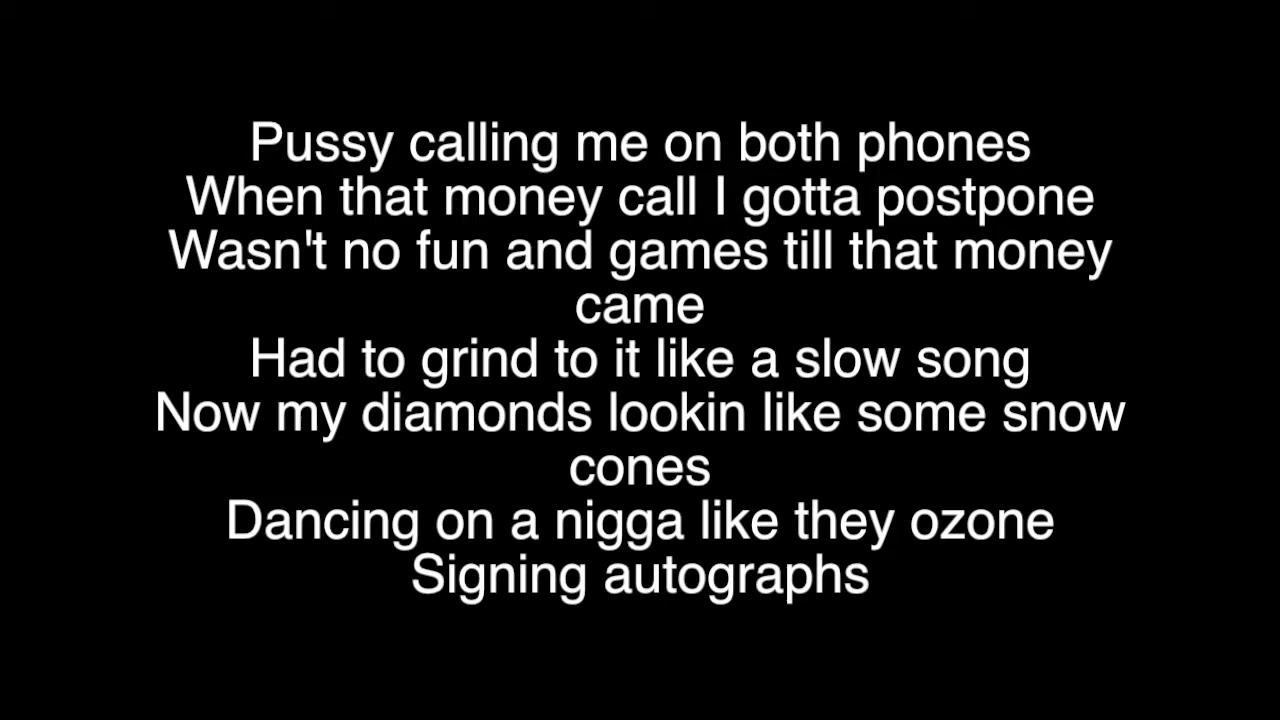 Pussy calling me on both phones
When that money call I gotta postpone
Wasn't no fun and games till that money
came
Had to grind to it like a slow song
Now my diamonds lookin like some snow
cones
Dancing on a nigga like they ozone
Signing autographs